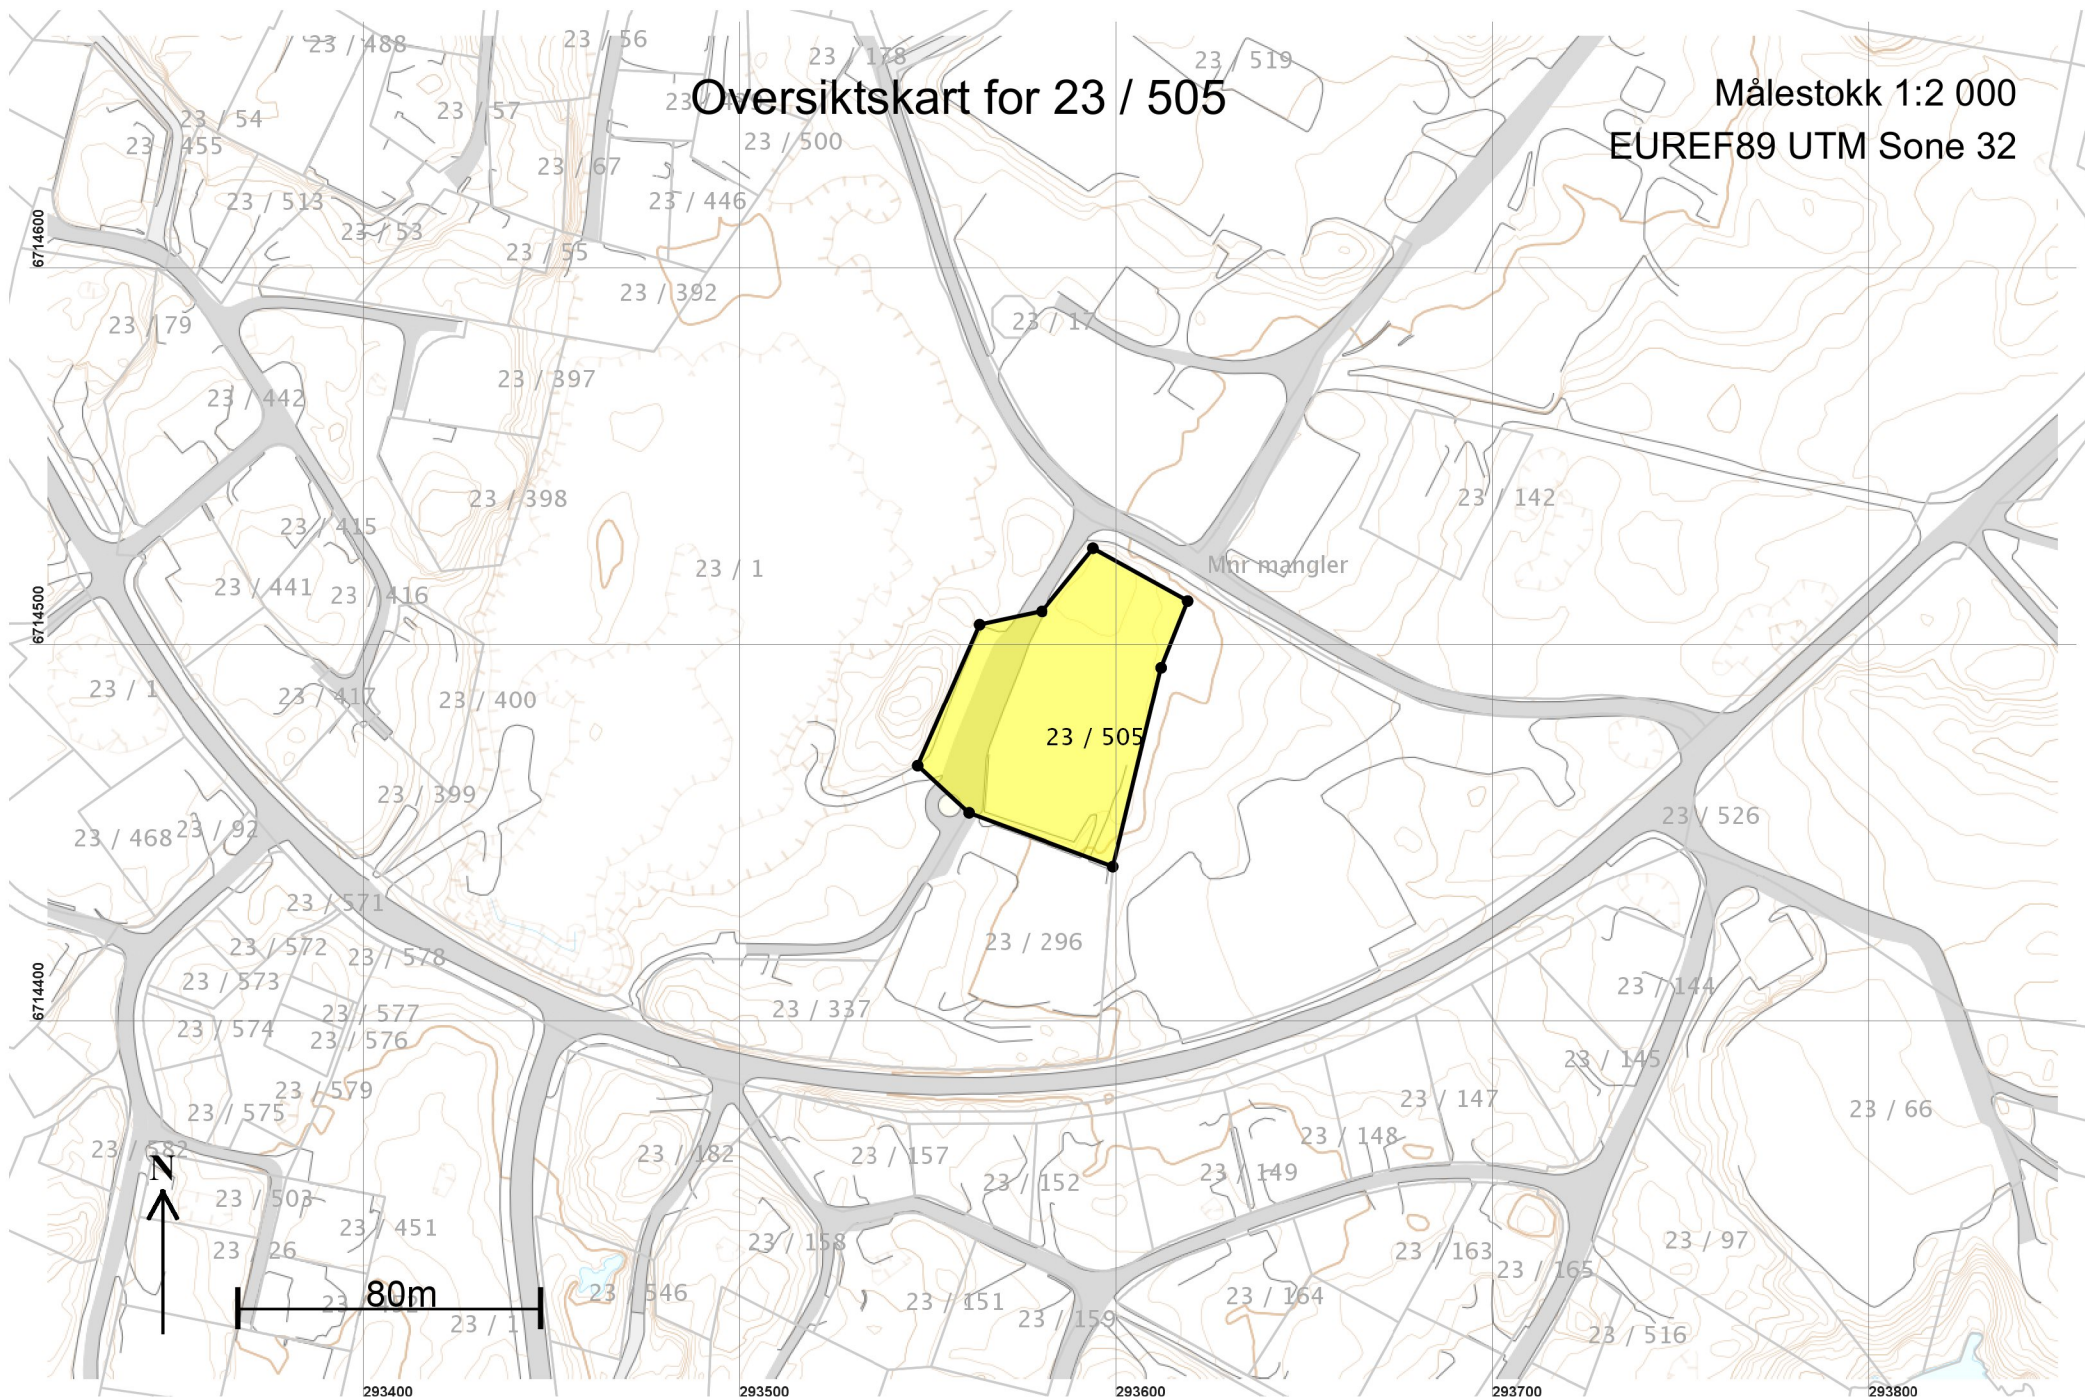 23 / 488
23 / 56
23 / 178
23 / 519
Oversiktskart for 23 / 505
Målestokk 1:2 000
EUREF89 UTM Sone 32
23 / 54
23 / 57
23 / 500
23 / 455
23 / 67
23 / 513
23 / 446
6714600
23 / 53
23 / 55
23 / 392
23 / 79
23 / 17
23 / 397
23 / 442
23 / 398
23 / 142
23 / 415
Mnr mangler
23 / 1
23 / 441
23 / 416
6714500
23 / 1
23 / 417
23 / 400
23 / 505
23 / 399
23 / 468
23 / 92
23 / 526
23 / 571
23 / 572
23 / 578
23 / 296
23 / 573
23 / 144
6714400
23 / 577
23 / 337
23 / 574
23 / 576
23 / 145
23 / 579
23 / 147
23 / 575
23 / 66
23 / 148
23 / 582
23 / 182
23 / 157
N
23 / 149
23 / 152
23 / 503
23 / 451
23 / 97
23 / 158
23 / 26
23 / 163
23 / 165
80m
23 / 546
23 / 151
23 / 164
23 / 159
23 / 1
23 / 516
293400
293500
293600
293700
293800